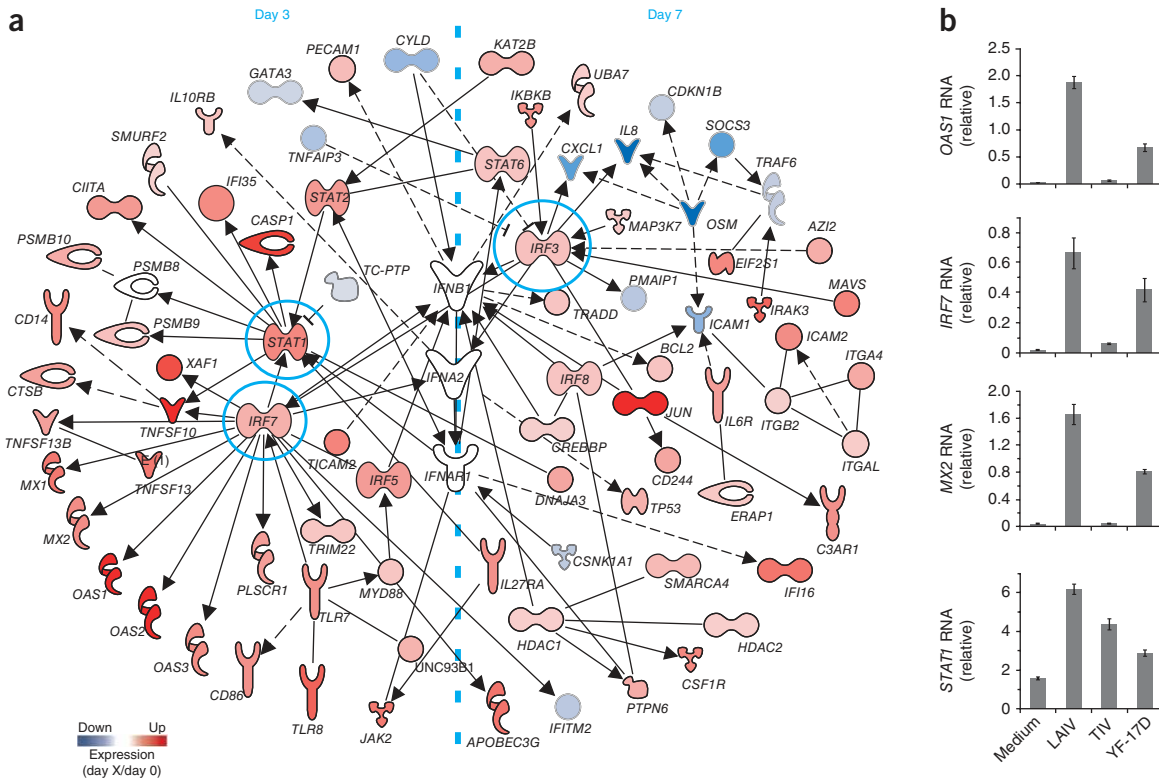 a
Day 3
Day 7
b
CYLD
KAT2B
PECAM1
UBA7
GATA3
IL10RB
IKBKB
CDKN1B
IL8
SOCS3
CXCL1
SMURF2
TNFAIP3
STAT6
TRAF6
IFI35
STAT2
CIITA
MAP3K7
OSM
CASP1
AZI2
IRF3
PSMB10
PSMB8
TC-PTP
EIF2S1
IFNB1
PMAIP1
MAVS
CD14
PSMB9
TRADD
IRAK3
STAT1
ICAM1
ICAM2
XAF1
BCL2
ITGA4
IFNA2
IRF8
CTSB
JUN
IL6R
IRF7
ITGB2
TNFSF10
CREBBP
TNFSF13B
TICAM2
IFNAR1
ITGAL
MX1
TNFSF13
IRF5
CD244
DNAJA3
TP53
ERAP1
MX2
TRIM22
C3AR1
CSNK1A1
OAS1
PLSCR1
MYD88
IL27RA
SMARCA4
IFI16
OAS2
TLR7
HDAC1
HDAC2
OAS3
UNC93B1
CD86
CSF1R
PTPN6
TLR8
JAK2
APOBEC3G
IFITM2
Down
Up
Expression
(day X/day 0)
OAS1 RNA
(relative)
2.5
2.0
1.5
1.0
0.5
0
IRF7 RNA
(relative)
0.8
0.6
0.4
0.2
0
MX2 RNA
(relative)
2.0
1.6
1.2
0.8
0.4
0
STAT1 RNA
(relative)
6
4
2
0
Medium
LAIV
TIV
YF-17D